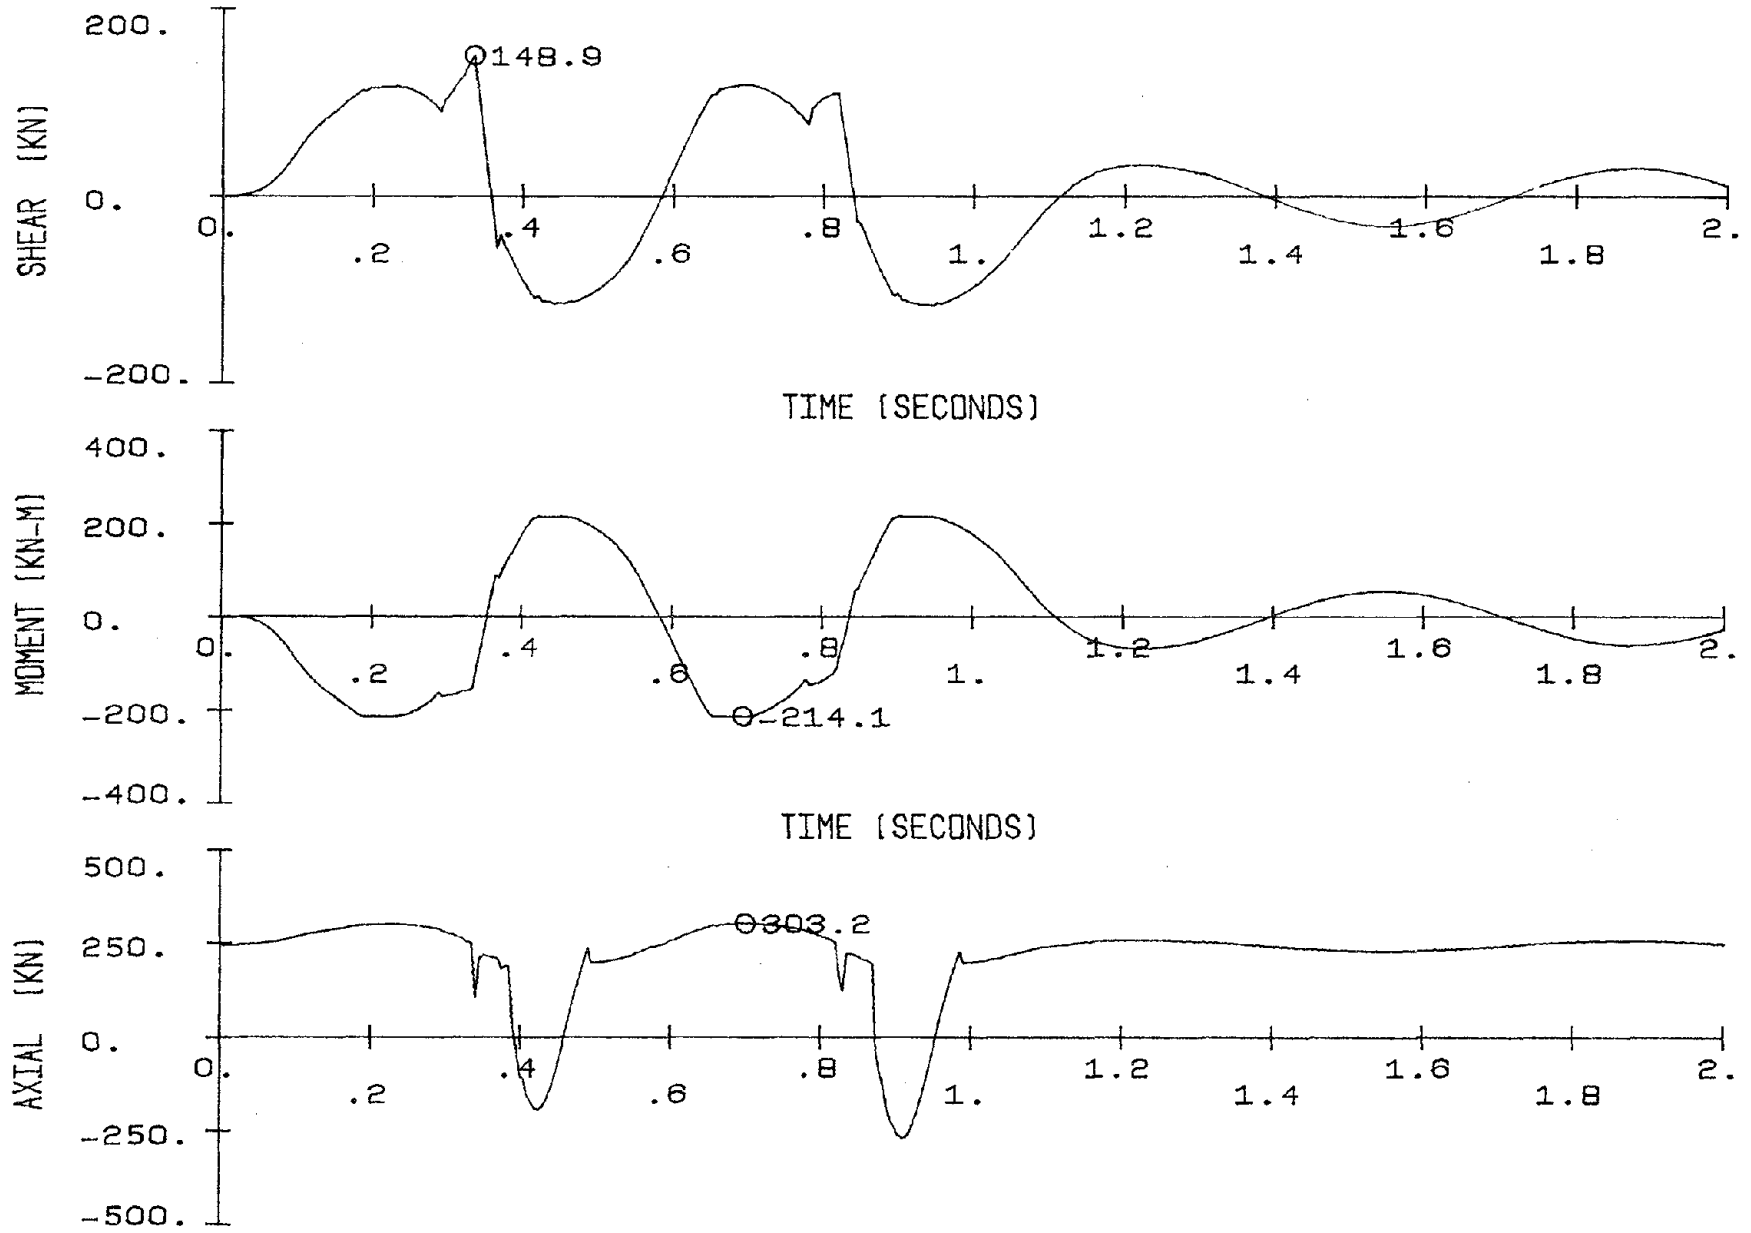 200.
148.9
SHEAR (KN)
0.
0. .2 .4 .6 .8 1. 1.2 1.4 1.6 1.8 2.
-200.
TIME (SECONDS)
400.
200.
MOMENT (KN-M)
0.
0. .2 .4 .6 .8 1. 1.2 1.4 1.6 1.8 2.
-200.
-214.1
-400.
TIME (SECONDS)
500.
303.2
250.
AXIAL (KN)
0.
0. .2 .4 .6 .8 1. 1.2 1.4 1.6 1.8 2.
-250.
-500.